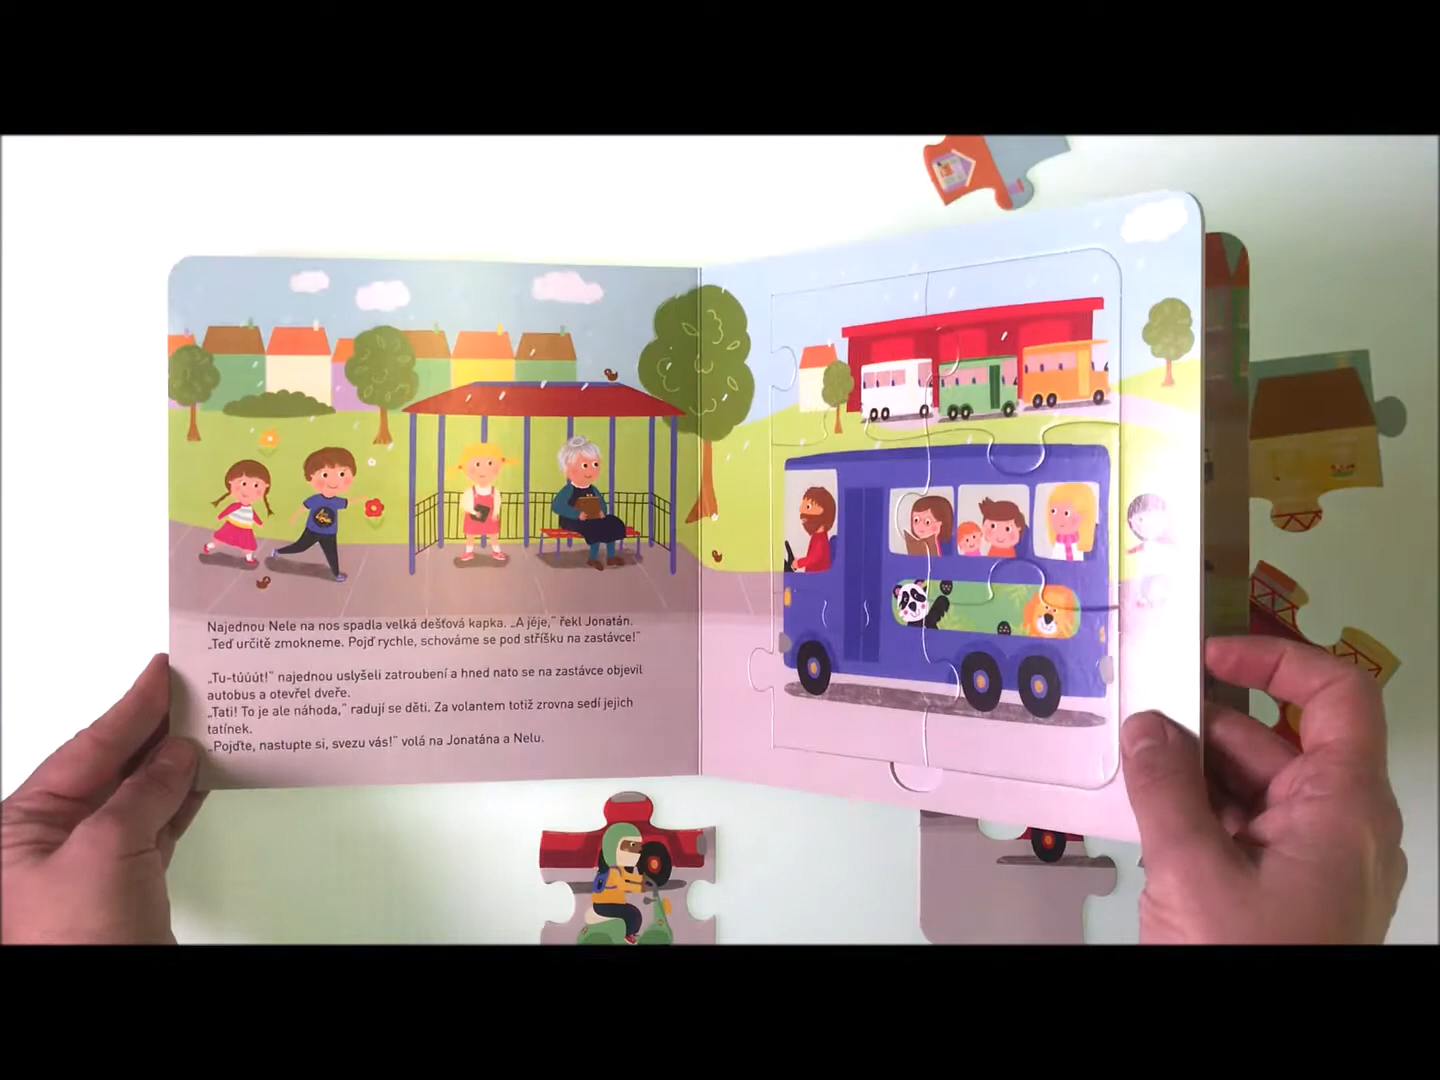 Najednou Nele na nos spadla velká dešťová kapka. „A jéje,“ řekl Jonatán.
„Teď určitě zmokneme. Pojď rychle, schováme se pod stříšku na zastávce!“
„Tu-túúút!“ najednou uslyšeli zatroubení a hned nato se na zastávce objevil
autobus a otevřel dveře.
„Tati! To je ale náhoda,“ radují se děti. Za volantem totiž zrovna sedí jejich
tatínek.
„Pojďte, nastupte si, svezu vás!“ volá na Jonatána a Nelu.